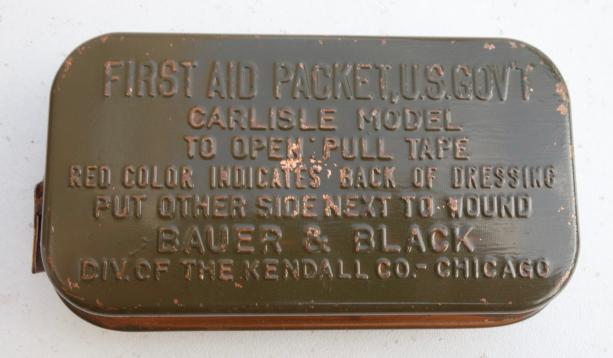 FIRST AID PACKET, U.S. GOV'T
CARLISLE MODEL
TO OPEN PULL TAPE
RED COLOR INDICATES BACK OF DRESSING
PUT OTHER SIDE NEXT TO WOUND
BAUER & BLACK
DIV. OF THE KENDALL CO.- CHICAGO